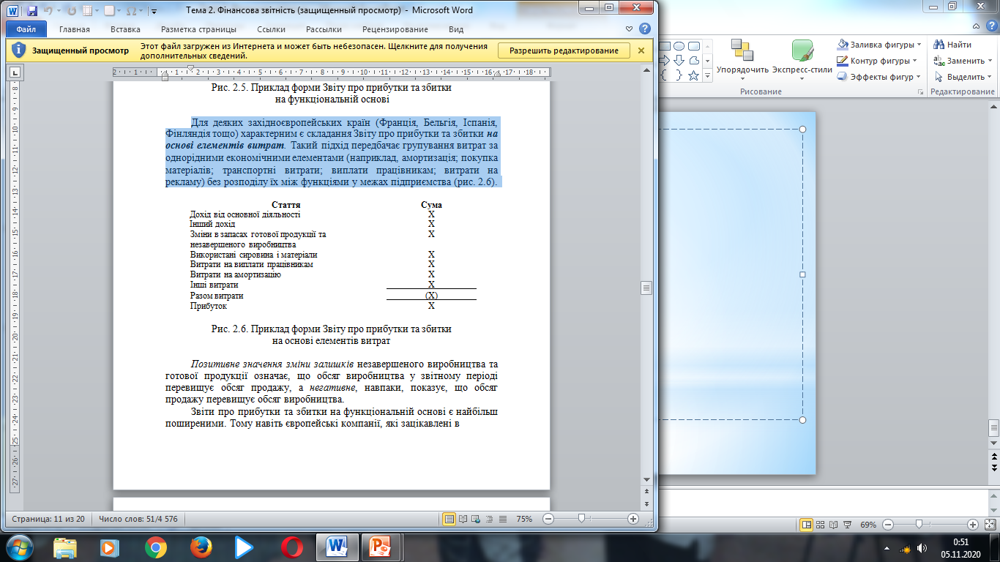 Тема 2. Фінансова звітність (защищенный просмотр) - Microsoft Word
Файл Главная Вставка Разметка страницы Ссылки Рассылки Рецензирование Вид
Защищенный просмотр Этот файл загружен из Интернета и может быть небезопасен. Щелкните для получения
дополнительных сведений.
Разрешить редактирование
Рис. 2.5. Приклад форми Звіту про прибутки та збитки
на функціональній основі
Для деяких західноєвропейських країн (Франція, Бельгія, Іспанія,
Фінляндія тощо) характерним є складання Звіту про прибутки та збитки на
основі елементів витрат. Такий підхід передбачає групування витрат за
однорідними економічними елементами (наприклад, амортизація; покупка
матеріалів; транспортні витрати; виплати працівникам; витрати на
рекламу) без розподілу їх між функціями у межах підприємства (рис. 2.6).
Стаття Сума
Дохід від основної діяльності X
Інший дохід X
Зміни в запасах готової продукції та X
незавершеного виробництва
Використані сировина і матеріали X
Витрати на виплати працівникам X
Витрати на амортизацію X
Інші витрати X
Разом витрати (X)
Прибуток X
Рис. 2.6. Приклад форми Звіту про прибутки та збитки
на основі елементів витрат
Позитивне значення зміни залишків незавершеного виробництва та
готової продукції означає, що обсяг виробництва у звітному періоді
перевищує обсяг продажу, а негативне, навпаки, показує, що обсяг
продажу перевищує обсяг виробництва.
Звіти про прибутки та збитки на функціональній основі є найбільш
поширеними. Тому навіть європейські компанії, які зацікавлені в
Страница: 11 из 20 Число слов: 51/4 576 75%
Упорядочить
Экспресс-стили
Заливка фигуры
Контур фигуры
Эффекты фигур
Рисование
Найти
Заменить
Выделить
Редактирование
69%
0:51
05.11.2020